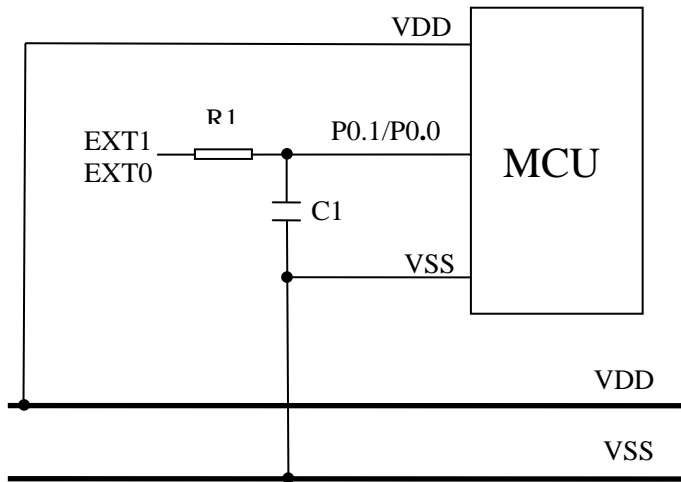 VDD
R1
EXT1
P0.1/P0.0
EXT0
MCU
C1
VSS
VDD
VSS